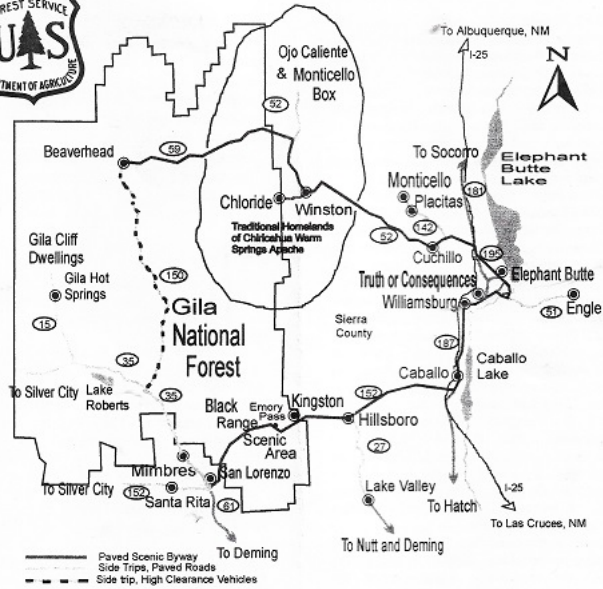 FOREST SERVICE
US
DEPARTMENT OF AGRICULTURE
To Albuquerque, NM
I-25
N
Ojo Caliente
& Monticello
Box
52
Beaverhead
59
To Socorro
Elephant
Butte
Lake
181
Monticello
Placitas
142
Chloride
Winston
Traditional Homelands
of Chiricahua Warm
Springs Apache
52
Cuchillo
195
Gila Cliff
Dwellings
Gila Hot
Springs
150
Truth or Consequences
Elephant Butte
Williamsburg
51
Engle
15
Gila
National
Forest
Sierra
County
187
35
Caballo
Caballo
Lake
To Silver City
Lake
Roberts
35
Black
Range
Emory
Pass
Kingston
152
Hillsboro
Scenic
Area
27
Mimbres
San Lorenzo
To Silver City
152
Santa Rita
61
Lake Valley
To Hatch
I-25
To Las Cruces, NM
To Deming
To Nutt and Deming
Paved Scenic Byway
Side Trips, Paved Roads
Side trip, High Clearance Vehicles